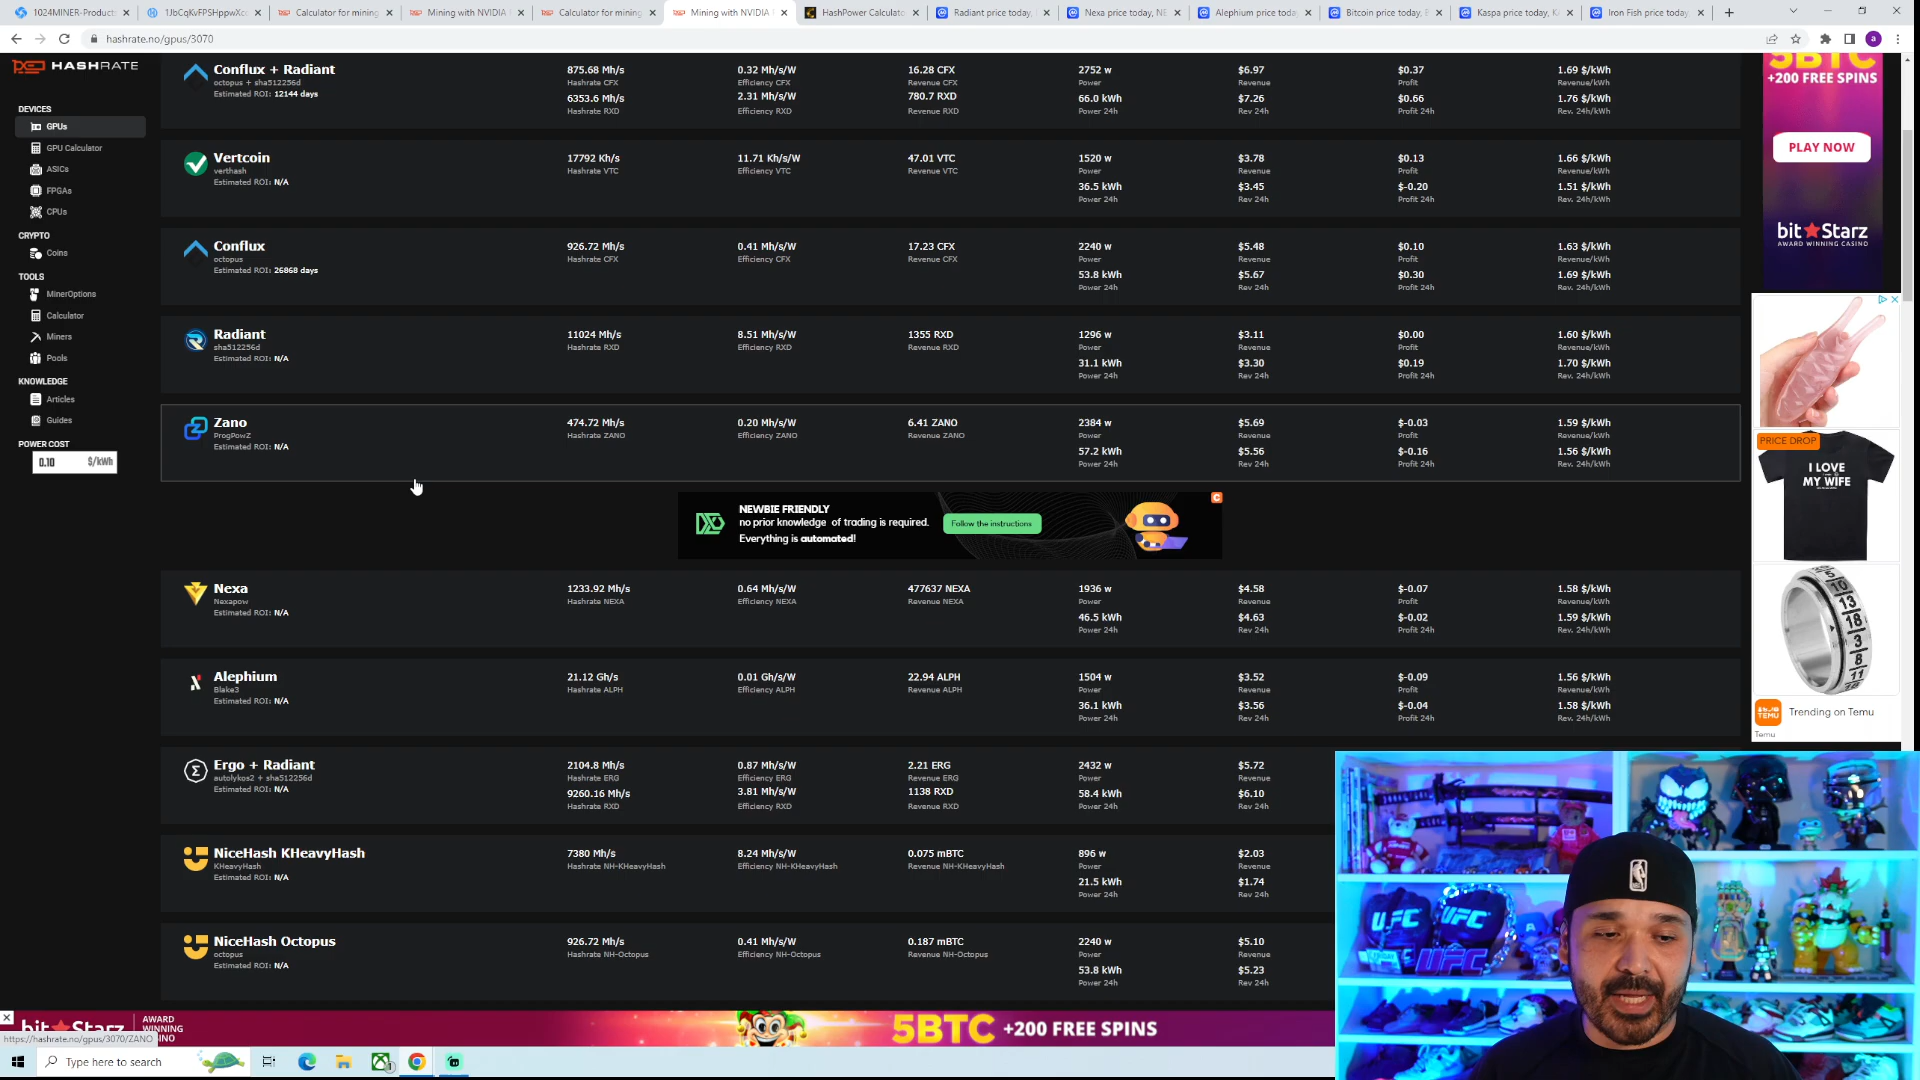 1024MINER-Product:
1JbCqKvFPSHppwXc
Calculator for mining
Mining with NVIDIA
Calculator for mining
Mining with NVIDIA
HashPower Calculato
Radiant price today,
Nexa price today, NE
Alephium price toda
Bitcoin price today,
Kaspa price today, K
Iron Fish price today
hashrate.no/gpus/3070
a
HASHRATE
DEVICES
GPUs
GPU Calculator
ASICs
FPGAs
CPUs
CRYPTO
Coins
TOOLS
MinerOptions
Calculator
Miners
Pools
KNOWLEDGE
Articles
Guides
POWER COST
0.10 $/kWh
Conflux + Radiant 875.68 Mh/s 0.32 Mh/s/W 16.28 CFX 2752 w $6.97 $0.37 1.69 $/kWh
octopus + sha512256d Hashrate CFX Efficiency CFX Revenue CFX Power Revenue Profit Revenue/kWh
Estimated ROI: 12144 days 6353.6 Mh/s 2.31 Mh/s/W 780.7 RXD 66.0 kWh $7.26 $0.66 1.76 $/kWh
Hashrate RXD Efficiency RXD Revenue RXD Power 24h Rev 24h Profit 24h Rev. 24h/kWh
Vertcoin 17792 Kh/s 11.71 Kh/s/W 47.01 VTC 1520 w $3.78 $0.13 1.66 $/kWh
verthash Hashrate VTC Efficiency VTC Revenue VTC Power Revenue Profit Revenue/kWh
Estimated ROI: N/A 36.5 kWh $3.45 $-0.20 1.51 $/kWh
Power 24h Rev 24h Profit 24h Rev. 24h/kWh
Conflux 926.72 Mh/s 0.41 Mh/s/W 17.23 CFX 2240 w $5.48 $0.10 1.63 $/kWh
octopus Hashrate CFX Efficiency CFX Revenue CFX Power Revenue Profit Revenue/kWh
Estimated ROI: 26868 days 53.8 kWh $5.67 $0.30 1.69 $/kWh
Power 24h Rev 24h Profit 24h Rev. 24h/kWh
Radiant 11024 Mh/s 8.51 Mh/s/W 1355 RXD 1296 w $3.11 $0.00 1.60 $/kWh
sha512256d Hashrate RXD Efficiency RXD Revenue RXD Power Revenue Profit Revenue/kWh
Estimated ROI: N/A 31.1 kWh $3.30 $0.19 1.70 $/kWh
Power 24h Rev 24h Profit 24h Rev. 24h/kWh
Zano 474.72 Mh/s 0.20 Mh/s/W 6.41 ZANO 2384 w $5.69 $-0.03 1.59 $/kWh
ProgPowZ Hashrate ZANO Efficiency ZANO Revenue ZANO Power Revenue Profit Revenue/kWh
Estimated ROI: N/A 57.2 kWh $5.56 $-0.16 1.56 $/kWh
Power 24h Rev 24h Profit 24h Rev. 24h/kWh
NEWBIE FRIENDLY
no prior knowledge of trading is required.
Everything is automated!
Follow the instructions
Nexa 1233.92 Mh/s 0.64 Mh/s/W 477637 NEXA 1936 w $4.58 $-0.07 1.58 $/kWh
Nexapow Hashrate NEXA Efficiency NEXA Revenue NEXA Power Revenue Profit Revenue/kWh
Estimated ROI: N/A 46.5 kWh $4.63 $-0.02 1.59 $/kWh
Power 24h Rev 24h Profit 24h Rev. 24h/kWh
Alephium 21.12 Gh/s 0.01 Gh/s/W 22.94 ALPH 1504 w $3.52 $-0.09 1.56 $/kWh
Blake3 Hashrate ALPH Efficiency ALPH Revenue ALPH Power Revenue Profit Revenue/kWh
Estimated ROI: N/A 36.1 kWh $3.56 $-0.04 1.58 $/kWh
Power 24h Rev 24h Profit 24h Rev. 24h/kWh
Ergo + Radiant 2104.8 Mh/s 0.87 Mh/s/W 2.21 ERG 2432 w $5.72
autolykos2 + sha512256d Hashrate ERG Efficiency ERG Revenue ERG Power Revenue
Estimated ROI: N/A 9260.16 Mh/s 3.81 Mh/s/W 1138 RXD 58.4 kWh $6.10
Hashrate RXD Efficiency RXD Revenue RXD Power 24h Rev 24h
NiceHash KHeavyHash 7380 Mh/s 8.24 Mh/s/W 0.075 mBTC 896 w $2.03
KHeavyHash Hashrate NH-KHeavyHash Efficiency NH-KHeavyHash Revenue NH-KHeavyHash Power Revenue
Estimated ROI: N/A 21.5 kWh $1.74
Power 24h Rev 24h
NiceHash Octopus 926.72 Mh/s 0.41 Mh/s/W 0.187 mBTC 2240 w $5.10
octopus Hashrate NH-Octopus Efficiency NH-Octopus Revenue NH-Octopus Power Revenue
Estimated ROI: N/A 53.8 kWh $5.23
Power 24h Rev 24h
5BTC
+200 FREE SPINS
PLAY NOW
bitStarz
AWARD WINNING CASINO
PRICE DROP
I LOVE
MY WIFE
5 10
13
18
3
8
11
TEMU
Trending on Temu
Temu
UFC UFC
UFC
bitStarz
AWARD
WINNING
5BTC +200 FREE SPINS
https://hashrate.no/gpus/3070/ZANO
Type here to search